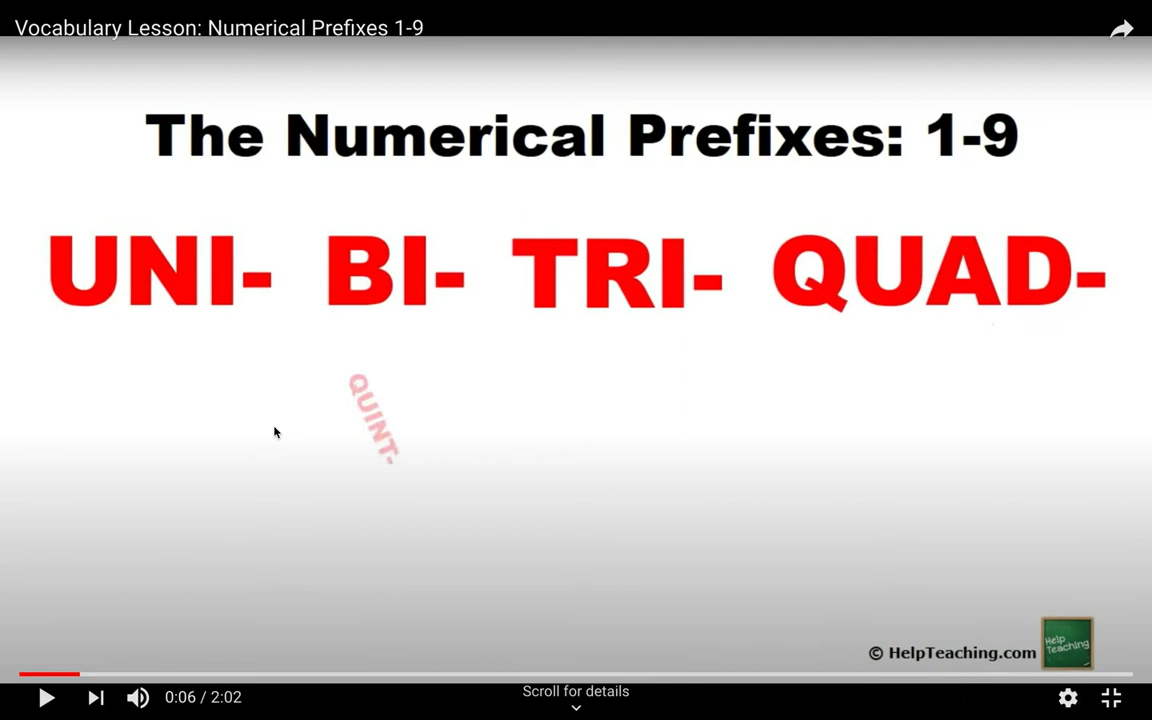 Vocabulary Lesson: Numerical Prefixes 1-9
The Numerical Prefixes: 1-9
UNI- BI- TRI- QUAD-
QUINT-
© HelpTeaching.com
Help
Teaching
0:06 / 2:02
Scroll for details